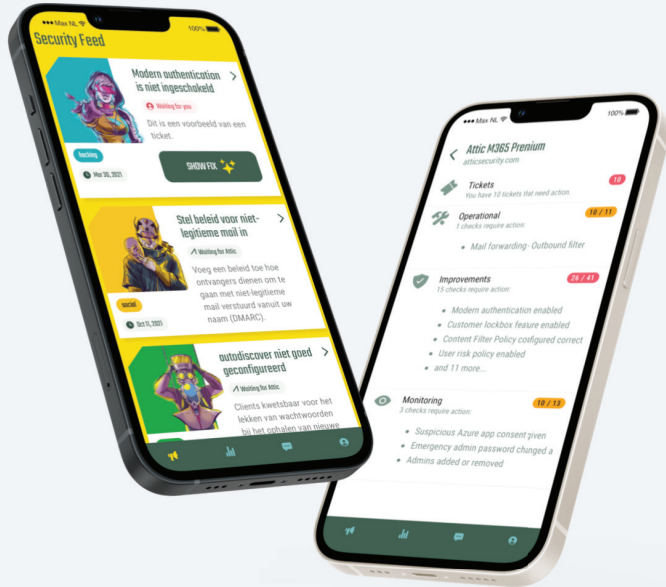 Max NL
100%
Security Feed
Modern authentication
is niet ingeschakeld
Waiting for you
Dit is een voorbeeld van een
ticket.
hacking
Mar 30, 2021
SHOW FIX
Stel beleid voor niet-
legitieme mail in
Waiting for Attic
Voeg een beleid toe hoe
ontvangers dienen om te
gaan met niet-legitieme
mail verstuurd vanuit uw
naam (DMARC).
social
Oct 11, 2021
autodiscover niet goed
geconfigureerd
Waiting for Attic
Clients kwetsbaar voor het
lekken van wachtwoorden
bij het ophalen van nieuwe
Max NL
100%
Attic M365 Prenium
atticsecurity.com
Tickets
10
You have 10 tickets tlat need action.
Operational
10 / 11
1 checks require action:
Mail forwarding- Outbound filter
Improvements
26 / 41
15 checks require action:
Modern authentication enabled
Customer lockbox feature enabled
Content Filter Policy configured correct
User risk policy enabled
and 11 more...
Monitoring
10 / 13
3 checks require action:
Suspicious Azure app consent given
Emergency admin password changed a
Admins added or removed